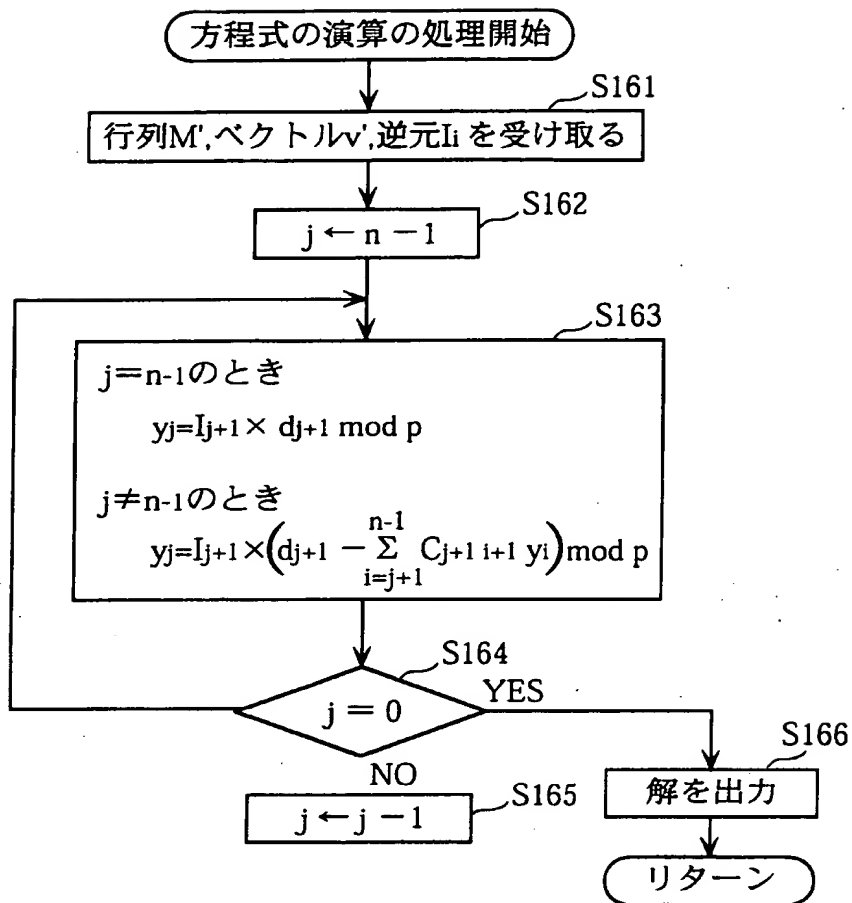 方程式の演算の処理開始
S161
行列M',ベクトルv',逆元Ii を受け取る
S162
j ← n − 1
S163
j＝n-1のとき
yj=Ij+1× dj+1 mod p
j≠n-1のとき
n-1
yj=Ij+1×(dj+1 −Σ Cj+1 i+1 yi)mod p
i=j+1
S164
j ＝ 0
YES
NO
S165
j ← j − 1
S166
解を出力
リターン